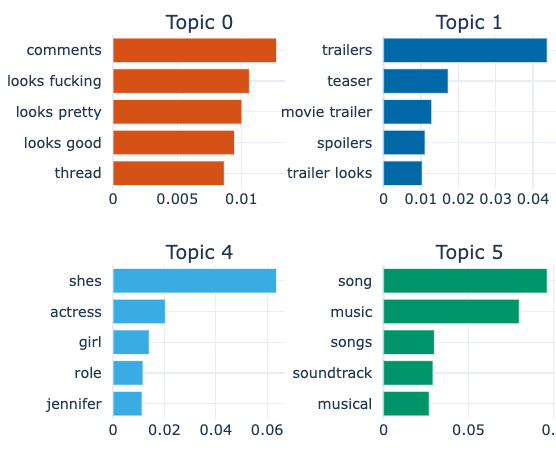 Topic 0
comments
looks fucking
looks pretty
looks good
thread
0 0.005 0.01
Topic 1
trailers
teaser
movie trailer
spoilers
trailer looks
0 0.01 0.02 0.03 0.04
Topic 4
shes
actress
girl
role
jennifer
0 0.02 0.04 0.06
Topic 5
song
music
songs
soundtrack
musical
0 0.05 0.